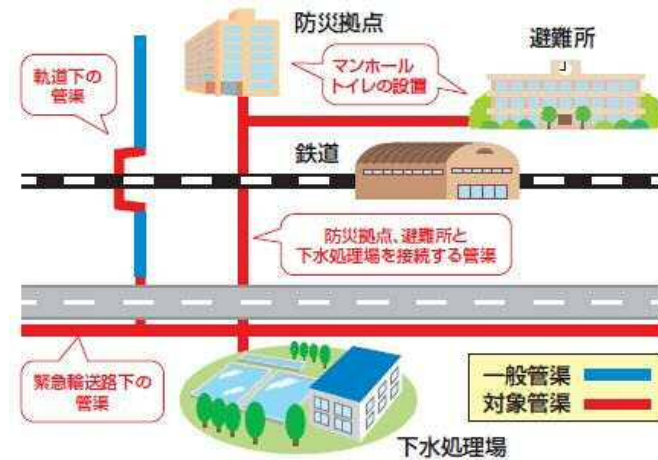 防災拠点
避難所
軌道下の
管渠
マンホール
トイレの設置
鉄道
防災拠点、避難所と
下水処理場を接続する管渠
緊急輸送路下の
管渠
一般管渠
対象管渠
下水処理場